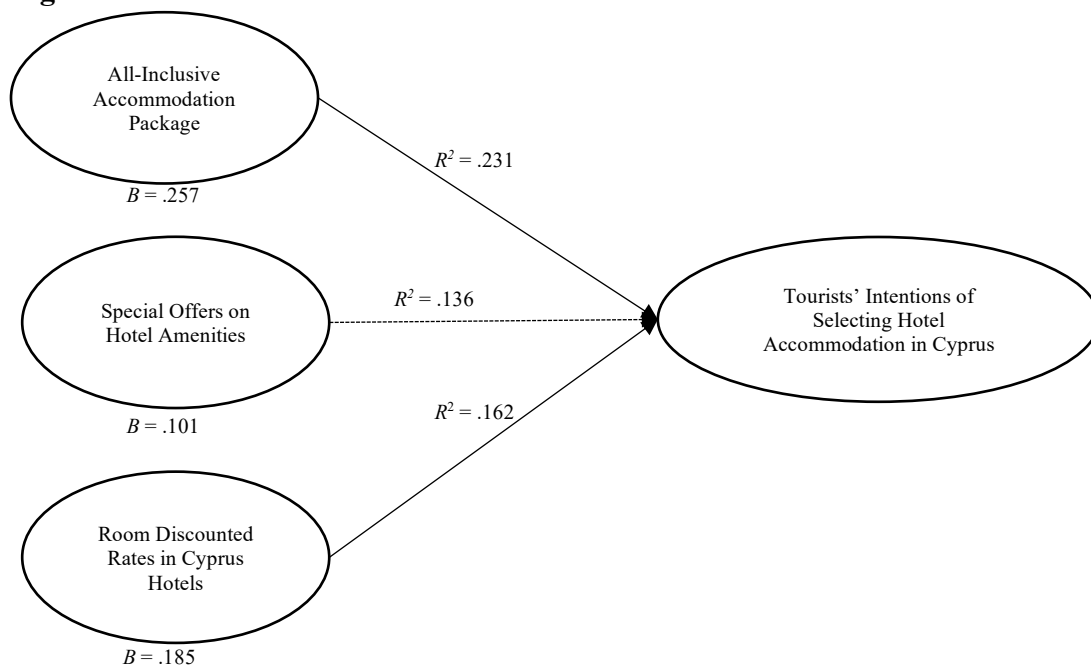 All-Inclusive
Accommodation
Package
B = .257
R² = .231
Special Offers on
Hotel Amenities
B = .101
R² = .136
Room Discounted
Rates in Cyprus
Hotels
B = .185
R² = .162
Tourists' Intentions of
Selecting Hotel
Accommodation in Cyprus